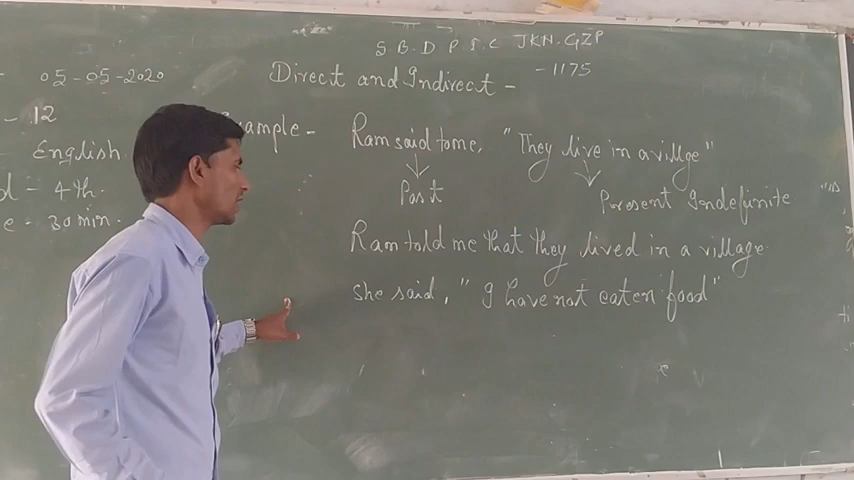 S. B. D P. I. C JKN. GZP
05-05-2020
Direct and Indirect -
-1175
- 12
English
d - 4th.
e - 30 min.
Example - Ram said to me, "They live in a villge"
Past
Present Indefinite
Ram told me that they lived in a village.
she said, "I have not eaten food"